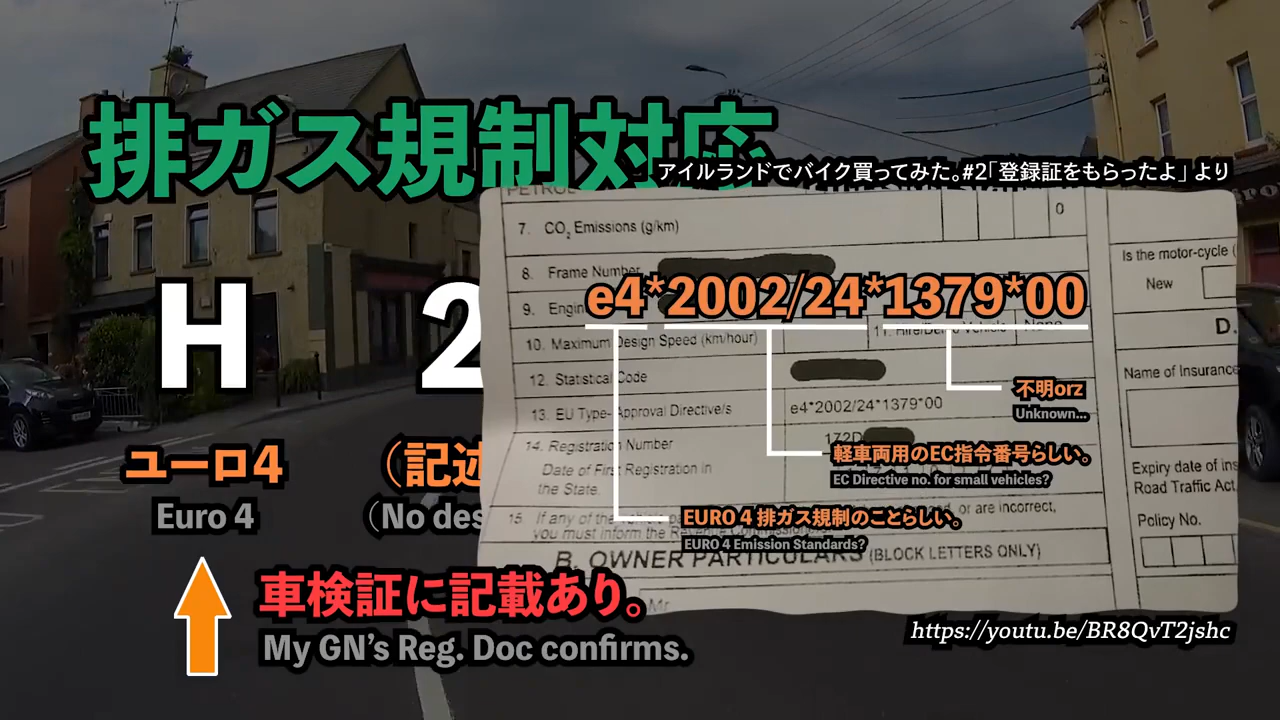 排ガス規制対応
アイルランドでバイク買ってみた。#2「登録証をもらったよ」より
PETROL
7. CO2 Emissions (g/km)
0
8. Frame Number
Is the motor-cycle (
New
e4*2002/24*1379*00
9. Engin
H
2
D.
10. Maximum Design Speed (km/hour)
None
12. Statistical Code
Name of Insurance
不明orz
Unknown...
13. EU Type- Approval Directive/s
e4*2002/24*1379*00
14. Registration Number
172D
軽車両用のEC指令番号らしい。
EC Directive no. for small vehicles?
Date of First Registration in
the State.
Expiry date of ins
Road Traffic Act.
ユーロ4
（記述
Euro 4
（No des
15. If any of the
or are incorrect,
you must inform the
EURO 4 排ガス規制のことらしい。
EURO 4 Emission Standards?
Policy No.
B. OWNER PARTICULARS (BLOCK LETTERS ONLY)
Mr
車検証に記載あり。
My GN's Reg. Doc confirms.
https://youtu.be/BR8QvT2jshc